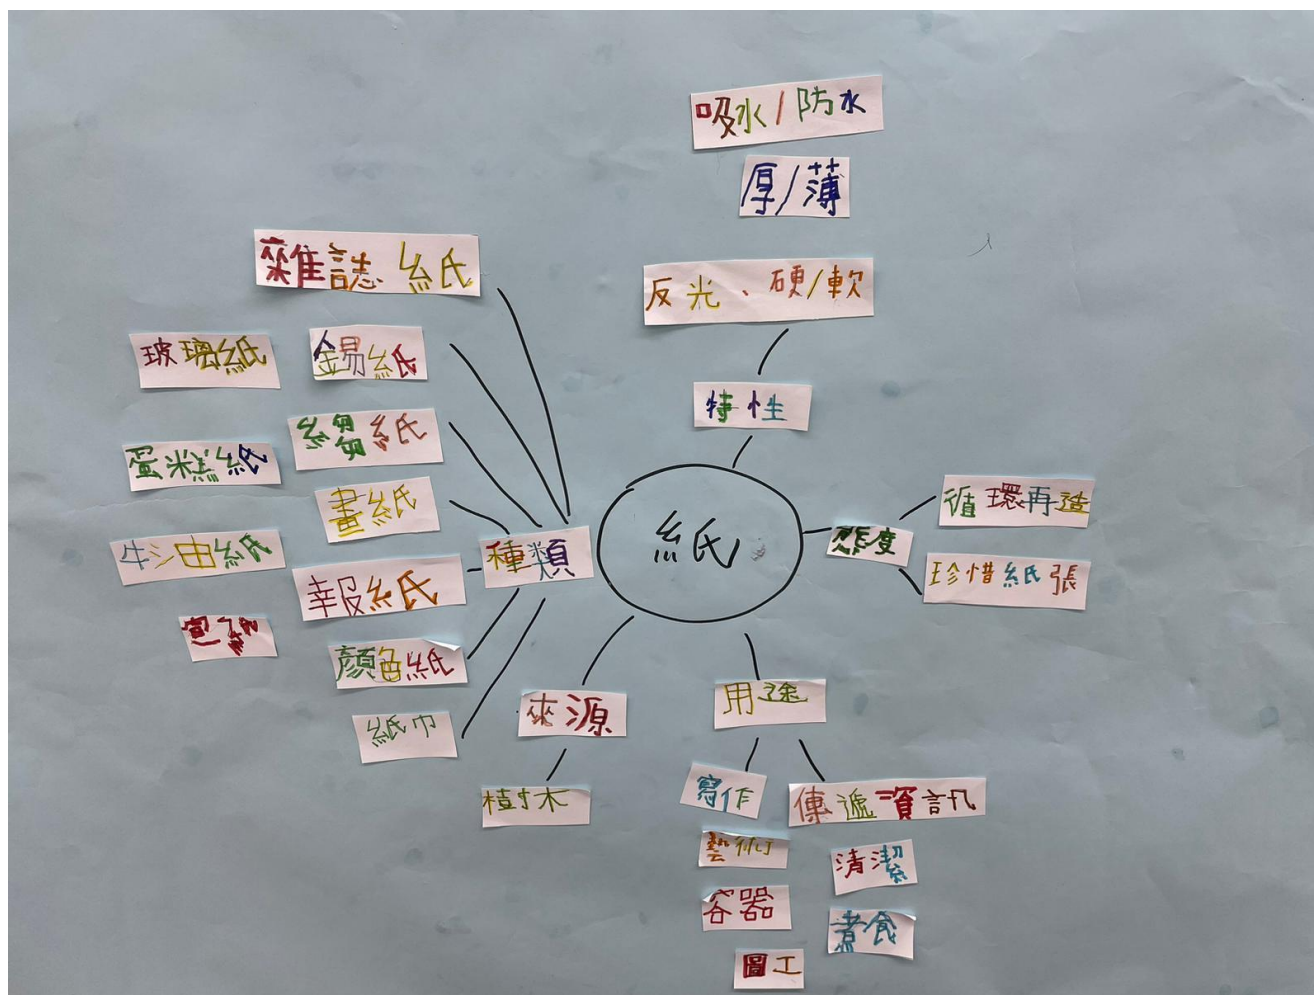 吸水/防水
厚/薄
反光、硬/軟
特性
雜誌紙
玻璃紙
錫紙
蛋糕紙
縐紙
畫紙
牛油紙
報紙
宣紙
顏色紙
紙巾
種類
紙
態度
循環再造
珍惜紙張
來源
樹木
用途
寫作
傳遞資訊
藝術
清潔
容器
煮食
圖工